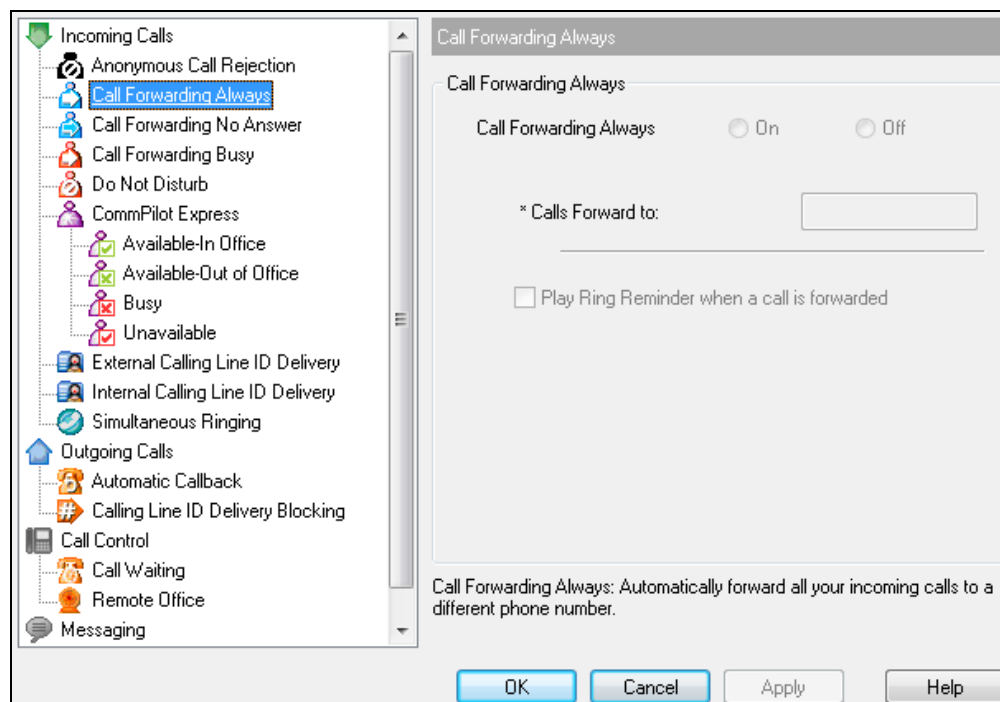 Incoming Calls
Anonymous Call Rejection
Call Forwarding Always
Call Forwarding No Answer
Call Forwarding Busy
Do Not Disturb
CommPilot Express
Available-In Office
Available-Out of Office
Busy
Unavailable
External Calling Line ID Delivery
Internal Calling Line ID Delivery
Simultaneous Ringing
Outgoing Calls
Automatic Callback
Calling Line ID Delivery Blocking
Call Control
Call Waiting
Remote Office
Messaging
Call Forwarding Always
Call Forwarding Always
Call Forwarding Always On Off
* Calls Forward to:
Play Ring Reminder when a call is forwarded
Call Forwarding Always: Automatically forward all your incoming calls to a
different phone number.
OK Cancel Apply Help